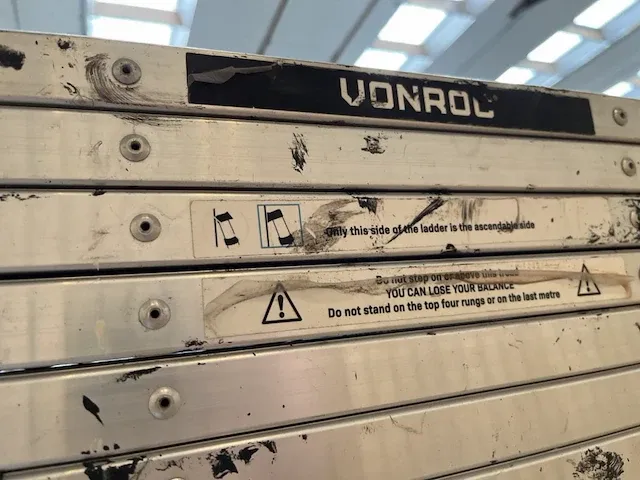 VONROC
Only this side of the ladder is the ascendable side
Do not step on or above this
YOU CAN LOSE YOUR BALANCE
Do not stand on the top four rungs or on the last metre